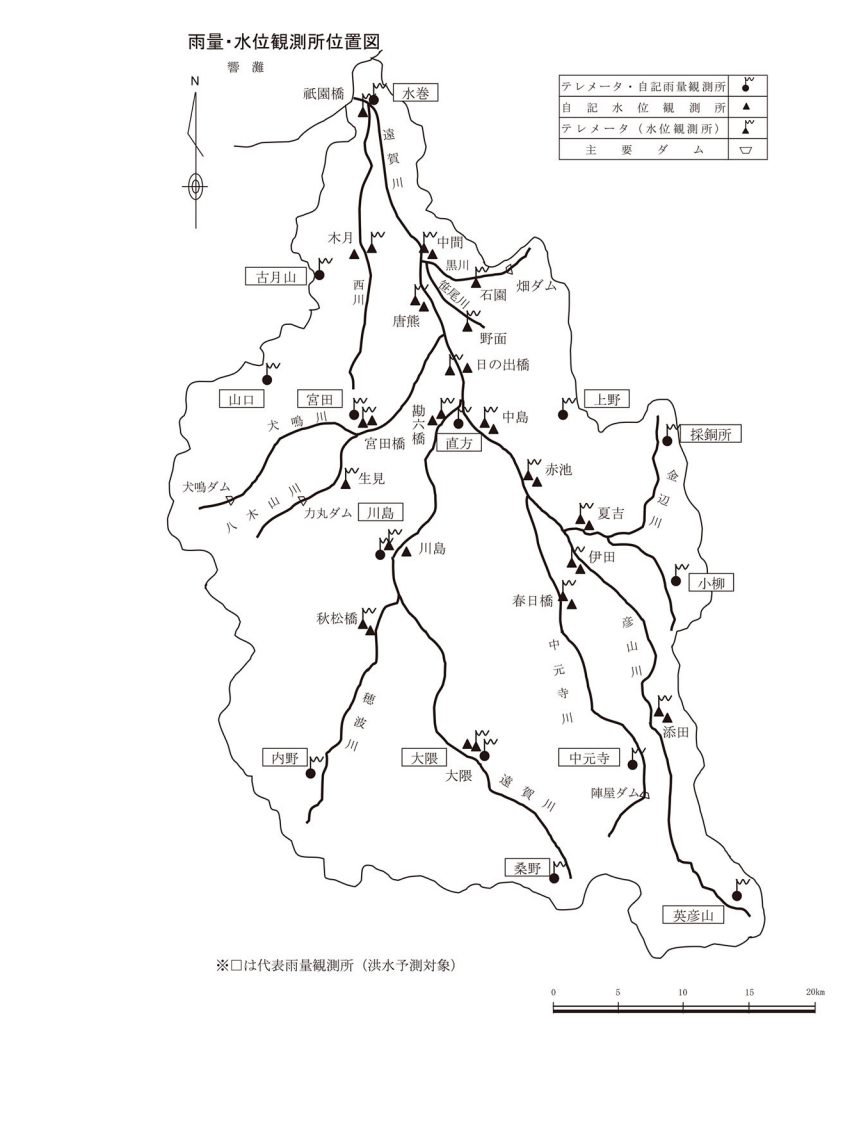 雨量・水位観測所位置図
響灘
N
テレメータ・自記雨量観測所
自記水位観測所
テレメータ（水位観測所）
主要ダム
祇園橋
水巻
遠賀川
木月
中間
黒川
古月山
西川
笹尾川
石園
畑ダム
唐熊
野面
日の出橋
山口
宮田
上野
犬鳴川
勘六橋
中島
宮田橋
直方
採銅所
犬鳴ダム
生見
赤池
金辺川
八木山川
力丸ダム
川島
夏吉
川島
伊田
小柳
春日橋
秋松橋
彦山川
中元寺川
穂波川
添田
内野
大隈
中元寺
大隈
遠賀川
陣屋ダム
桑野
英彦山
※□は代表雨量観測所（洪水予測対象）
0 5 10 15 20km